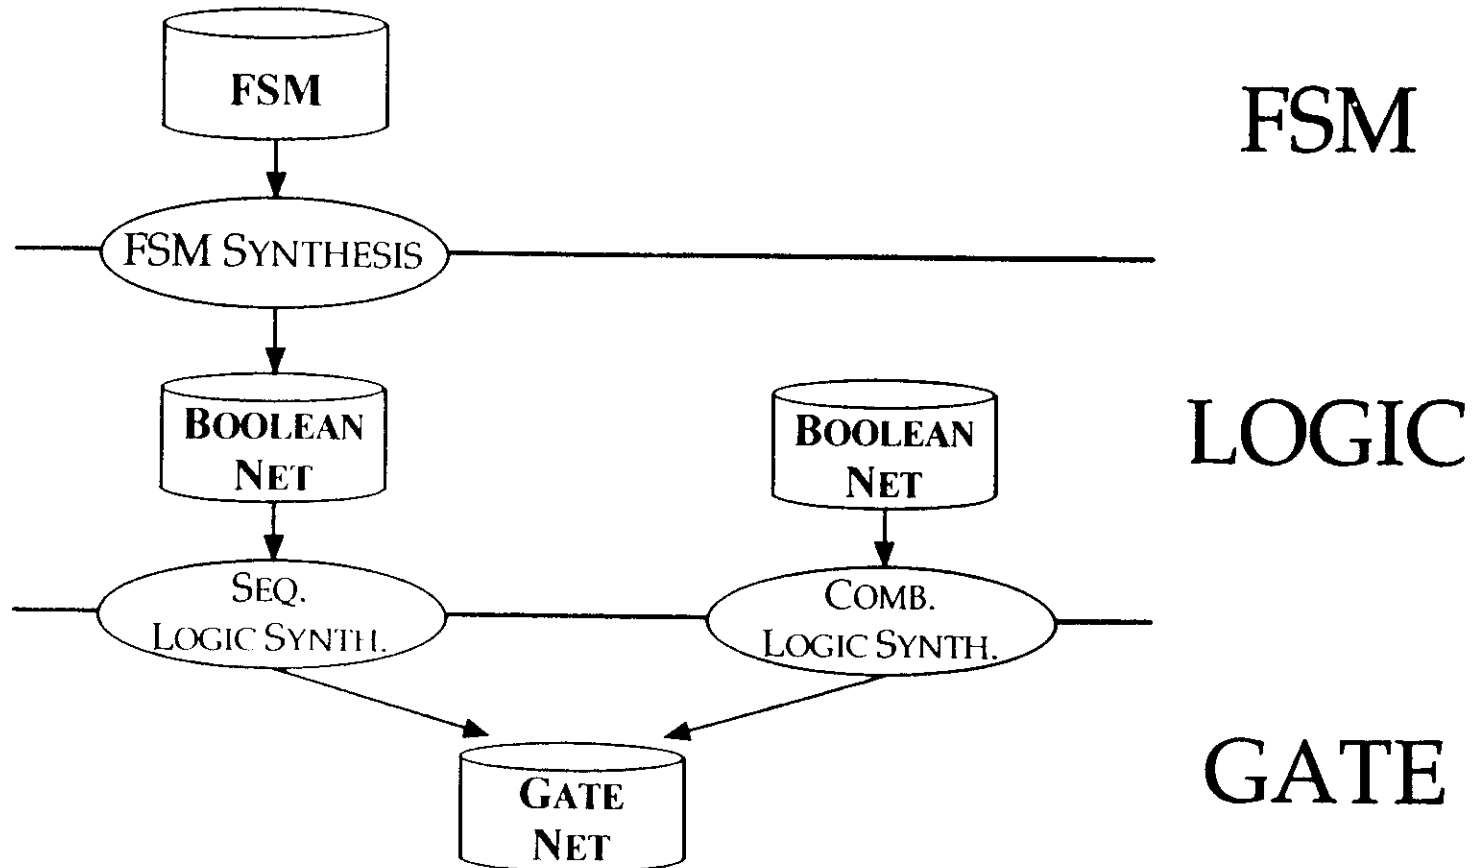 FSM
FSM
FSM SYNTHESIS
BOOLEAN
NET
BOOLEAN
NET
LOGIC
SEQ.
LOGIC SYNTH.
COMB.
LOGIC SYNTH.
GATE
NET
GATE